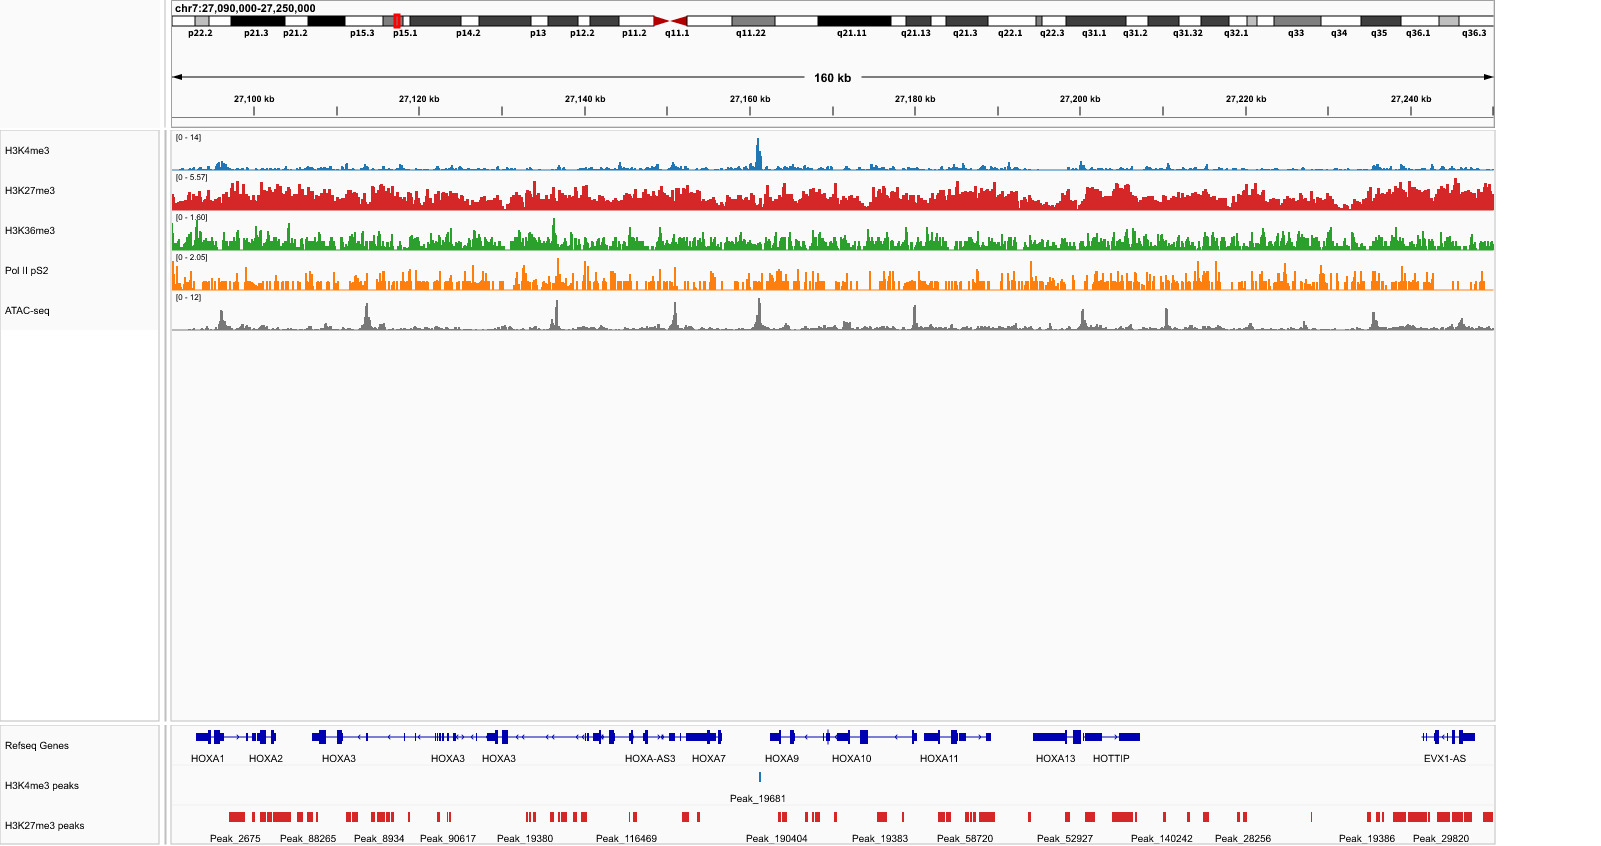 chr7:27,090,000-27,250,000
p22.2 p21.3 p21.2 p15.3 p15.1 p14.2 p13 p12.2 p11.2 q11.1 q11.22 q21.11 q21.13 q21.3 q22.1 q22.3 q31.1 q31.2 q31.32 q32.1 q33 q34 q35 q36.1 q36.3
160 kb
27,100 kb 27,120 kb 27,140 kb 27,160 kb 27,180 kb 27,200 kb 27,220 kb 27,240 kb
[0 - 14]
H3K4me3
[0 - 5.57]
H3K27me3
[0 - 1.60]
H3K36me3
[0 - 2.05]
Pol II pS2
[0 - 12]
ATAC-seq
Refseq Genes
HOXA1 HOXA2 HOXA3 HOXA3 HOXA3 HOXA-AS3 HOXA7 HOXA9 HOXA10 HOXA11 HOXA13 HOTTIP EVX1-AS
H3K4me3 peaks
Peak_19681
H3K27me3 peaks
Peak_2675 Peak_88265 Peak_8934 Peak_90617 Peak_19380 Peak_116469 Peak_190404 Peak_19383 Peak_58720 Peak_52927 Peak_140242 Peak_28256 Peak_19386 Peak_29820